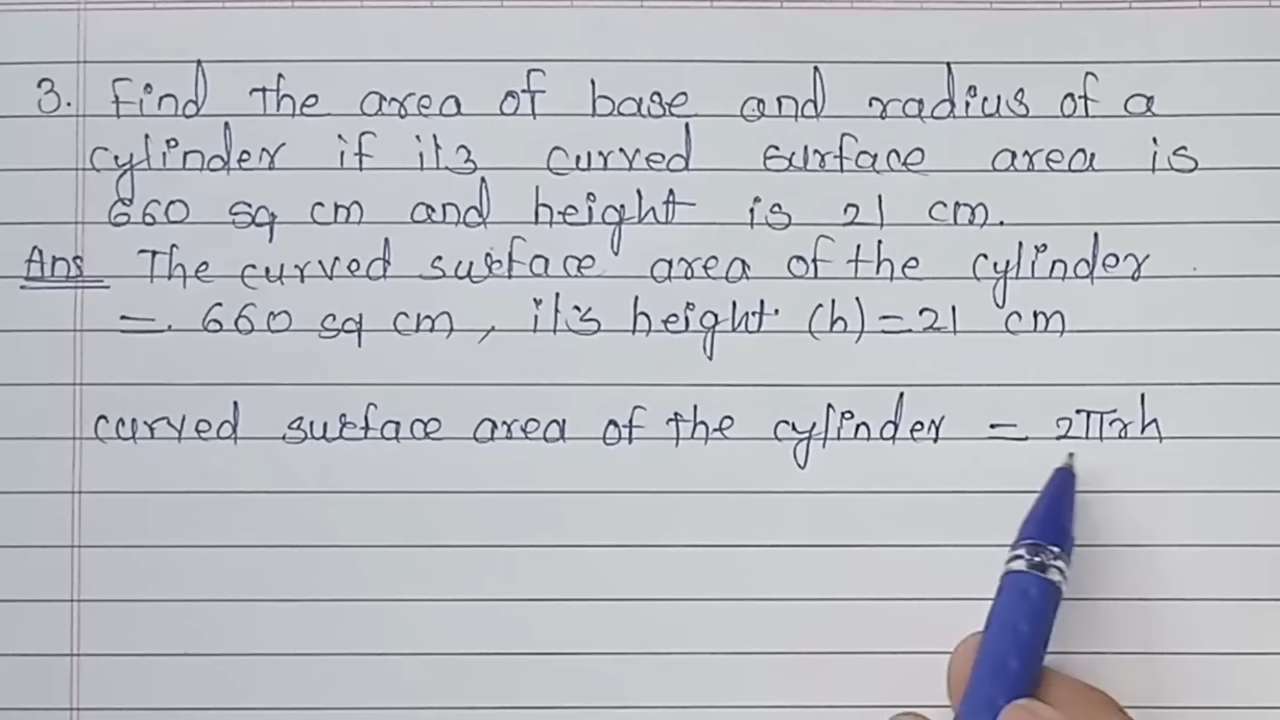 3. Find the area of base and radius of a
cylinder if its curved surface area is
660 sq cm and height is 21 cm.
Ans The curved surface area of the cylinder
= 660 sq cm, its height (h) = 21 cm
curved surface area of the cylinder = 2πrh